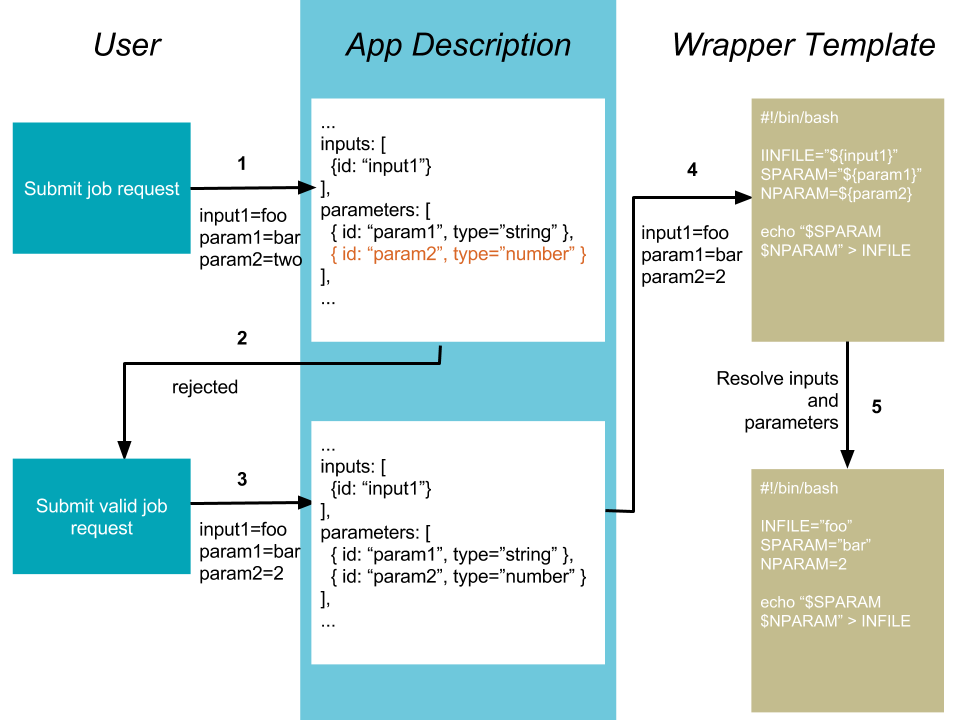 User
App Description
Wrapper Template
Submit job request
1
input1=foo
param1=bar
param2=two
...
inputs: [
{id: “input1”}
],
parameters: [
{ id: “param1”, type=”string” },
{ id: “param2”, type=”number” }
],
...
2
rejected
Submit valid job
request
3
input1=foo
param1=bar
param2=2
...
inputs: [
{id: “input1”}
],
parameters: [
{ id: “param1”, type=”string” },
{ id: “param2”, type=”number” }
],
...
4
input1=foo
param1=bar
param2=2
#!/bin/bash
IINFILE=”${input1}”
SPARAM=”${param1}”
NPARAM=${param2}
echo “$SPARAM
$NPARAM” > INFILE
Resolve inputs
and
parameters
5
#!/bin/bash
INFILE=”foo”
SPARAM=”bar”
NPARAM=2
echo “$SPARAM
$NPARAM” > INFILE